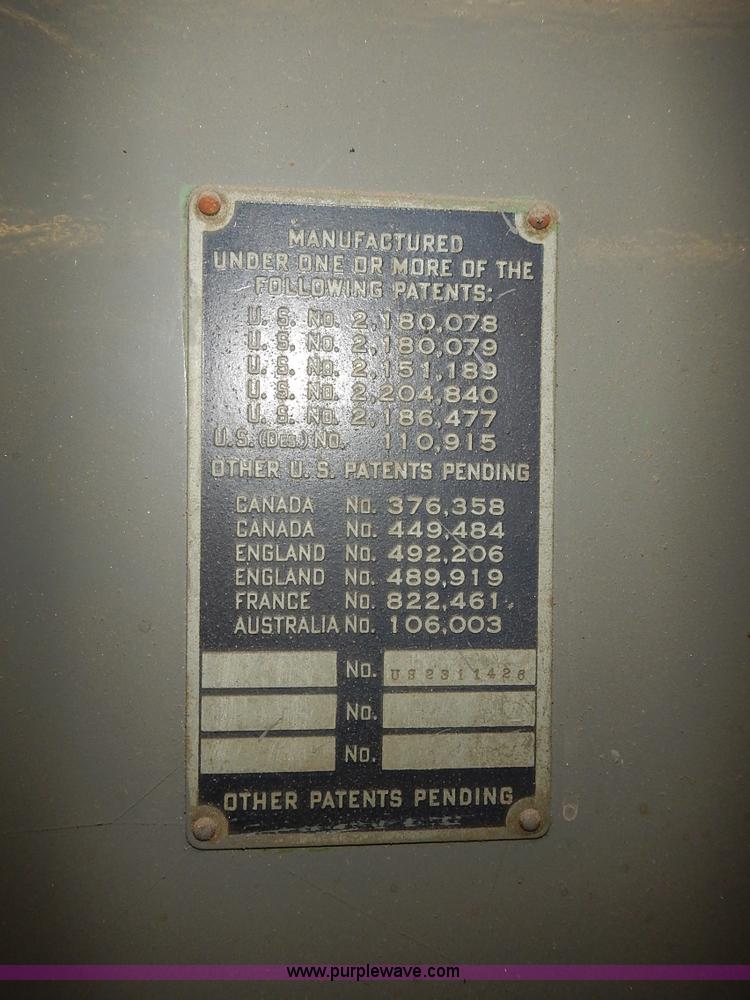 MANUFACTURED
UNDER ONE OR MORE OF THE
FOLLOWING PATENTS:
U. S. NO. 2,180,078
U. S. NO. 2,180,079
U. S. NO. 2,151,189
U. S. NO. 2,204,840
U. S. NO. 2,186,477
U.S. (DES.) NO. 110,915
OTHER U. S. PATENTS PENDING
CANADA NO. 376,358
CANADA NO. 449,484
ENGLAND NO. 492,206
ENGLAND NO. 489,919
FRANCE NO. 822,461
AUSTRALIA NO. 106,003
NO. US2311426
NO.
NO.
OTHER PATENTS PENDING
www.purplewave.com